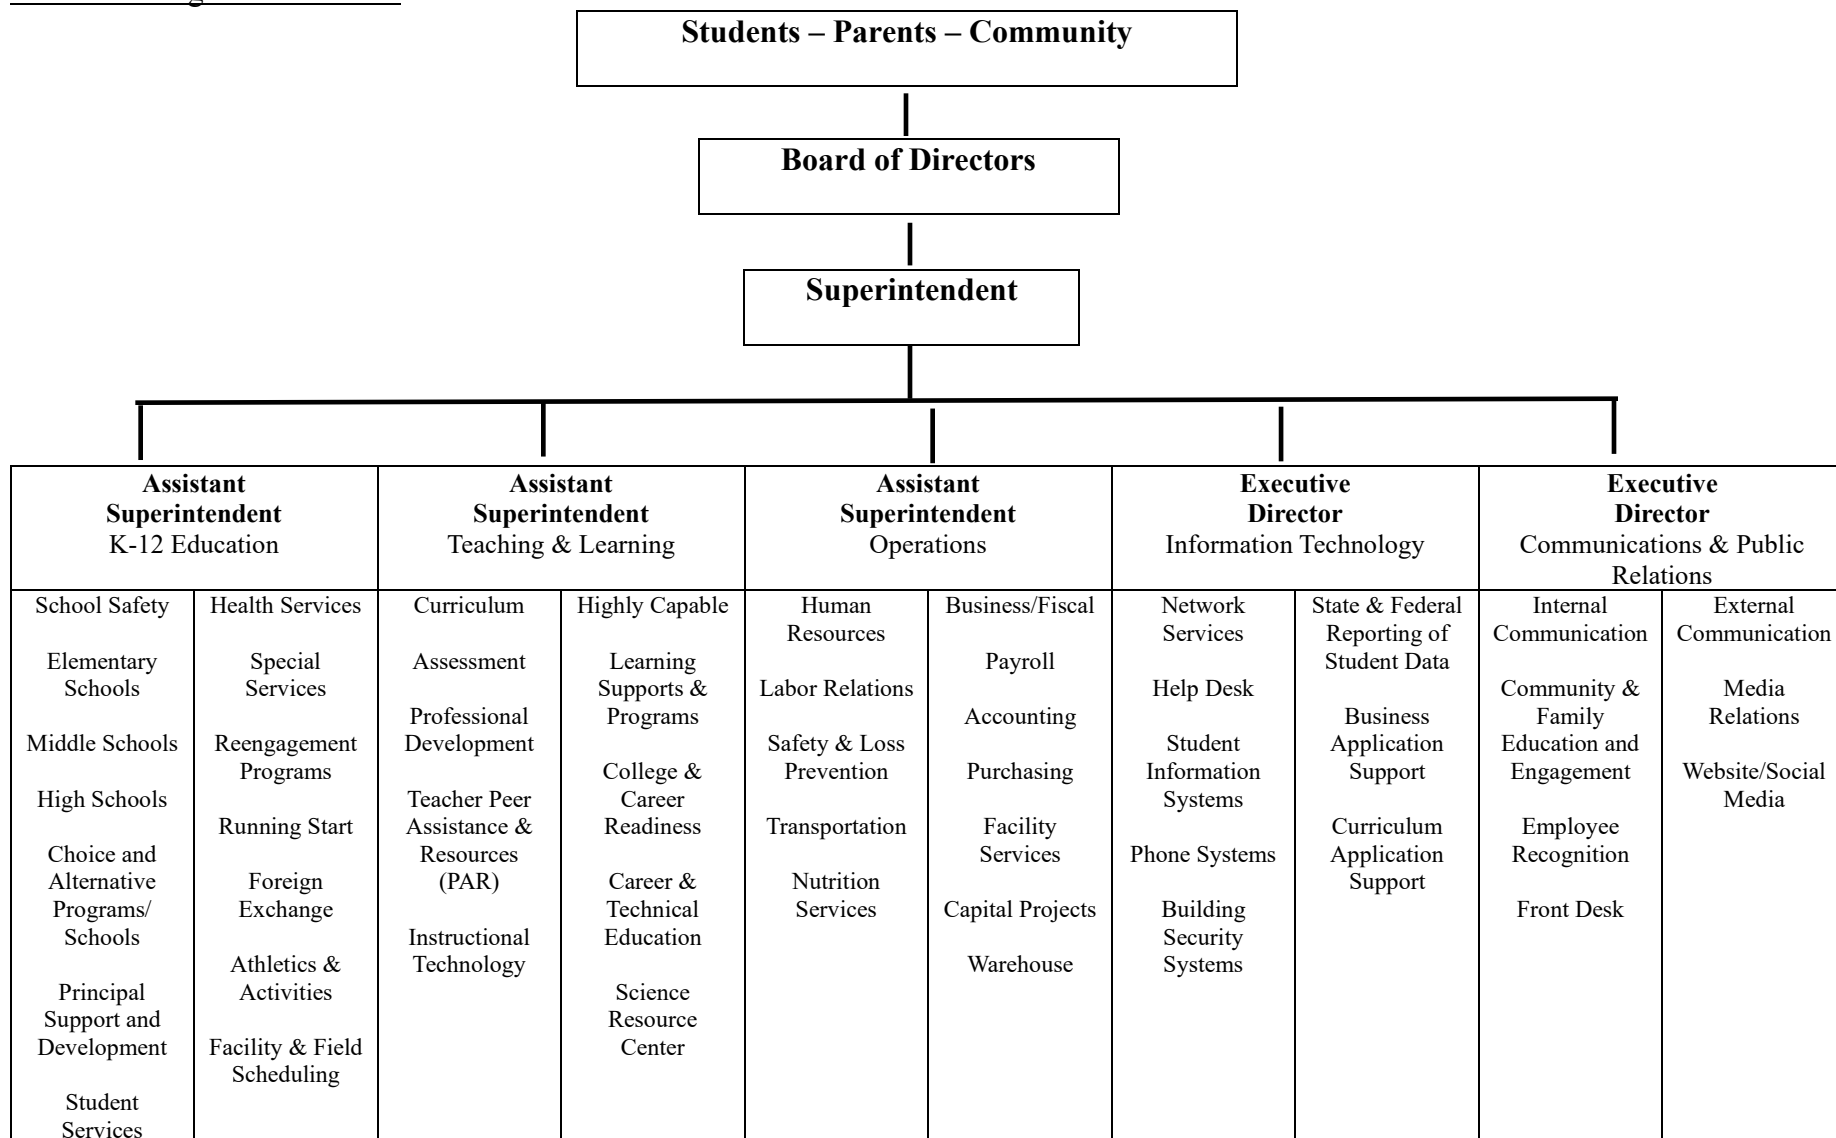 Students – Parents – Community
Board of Directors
Superintendent
Assistant
Superintendent
K-12 Education
Assistant
Superintendent
Teaching & Learning
Assistant
Superintendent
Operations
Executive
Director
Information Technology
Executive
Director
Communications & Public
Relations
School Safety
Elementary
Schools
Middle Schools
High Schools
Choice and
Alternative
Programs/
Schools
Principal
Support and
Development
Student
Services
Health Services
Special
Services
Reengagement
Programs
Running Start
Foreign
Exchange
Athletics &
Activities
Facility & Field
Scheduling
Curriculum
Assessment
Professional
Development
Teacher Peer
Assistance &
Resources
(PAR)
Instructional
Technology
Highly Capable
Learning
Supports &
Programs
College &
Career
Readiness
Career &
Technical
Education
Science
Resource
Center
Human
Resources
Labor Relations
Safety & Loss
Prevention
Transportation
Nutrition
Services
Business/Fiscal
Payroll
Accounting
Purchasing
Facility
Services
Capital Projects
Warehouse
Network
Services
Help Desk
Student
Information
Systems
Phone Systems
Building
Security
Systems
State & Federal
Reporting of
Student Data
Business
Application
Support
Curriculum
Application
Support
Internal
Communication
Community &
Family
Education and
Engagement
Employee
Recognition
Front Desk
External
Communication
Media
Relations
Website/Social
Media